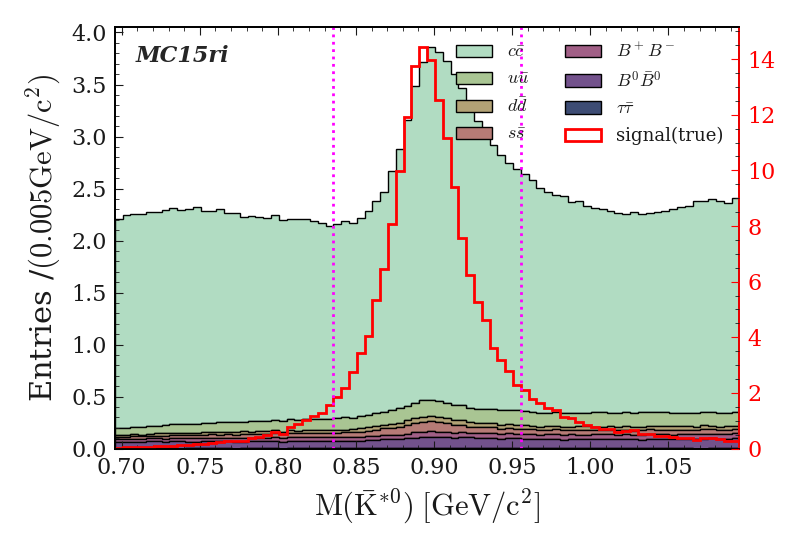 MC15ri
cc̄
uū
dd̄
ss̄
B⁺B⁻
B⁰B̄⁰
ττ̄
signal(true)
Entries /(0.005GeV/c²)
4.0
3.5
3.0
2.5
2.0
1.5
1.0
0.5
0.0
14
12
10
8
6
4
2
0
0.70 0.75 0.80 0.85 0.90 0.95 1.00 1.05
M(K̄*⁰) [GeV/c²]